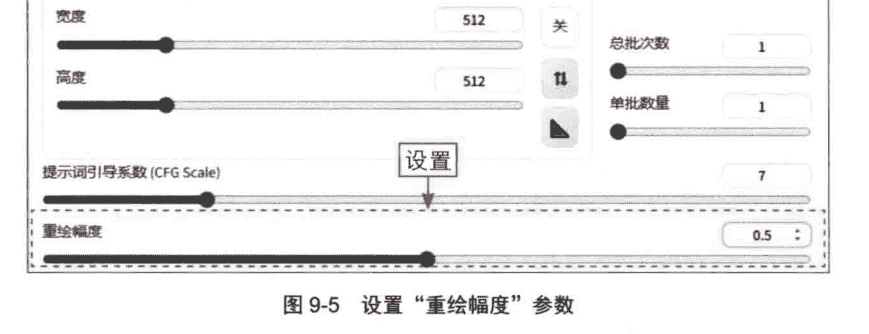 宽度
512
关
总批次数
1
高度
512
单批数量
1
设置
提示词引导系数 (CFG Scale)
7
重绘幅度
0.5
图 9-5 设置“重绘幅度”参数